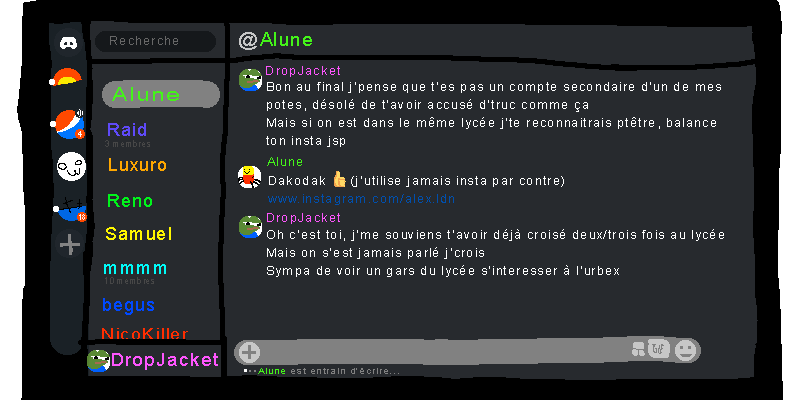 Recherche
@Alune
Alune
Raid
3 membres
Luxuro
Reno
Samuel
mmmm
10 membres
begus
NicoKiller
DropJacket
DropJacket
Bon au final j'pense que t'es pas un compte secondaire d'un de mes
potes, désolé de t'avoir accusé d'truc comme ça
Mais si on est dans le même lycée j'te reconnaitrais ptêtre, balance
ton insta jsp
Alune
Dakodak 👍 (j'utilise jamais insta par contre)
www.instagram.com/alex.ldn
DropJacket
Oh c'est toi, j'me souviens t'avoir déjà croisé deux/trois fois au lycée
Mais on s'est jamais parlé j'crois
Sympa de voir un gars du lycée s'interesser à l'urbex
GIF
Alune est entrain d'écrire...